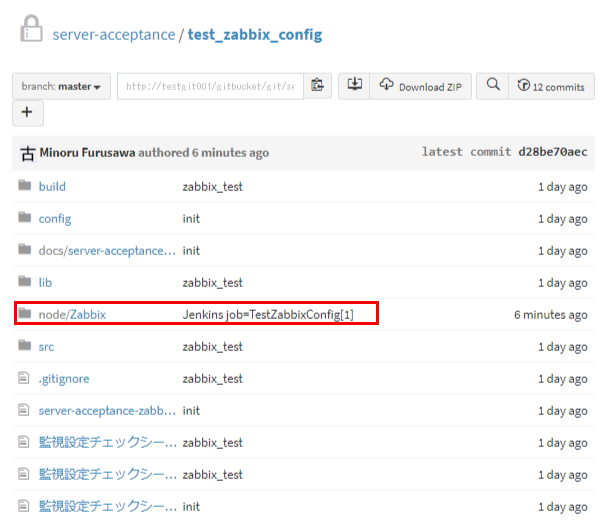 server-acceptance / test_zabbix_config
branch: master
http://testgit001/gitbucket/git/se
Download ZIP
12 commits
+
古 Minoru Furusawa authored 6 minutes ago latest commit d28be70aec
build zabbix_test 1 day ago
config init 1 day ago
docs/server-acceptance... init 1 day ago
lib zabbix_test 1 day ago
node/Zabbix Jenkins job=TestZabbixConfig[1] 6 minutes ago
src zabbix_test 1 day ago
.gitignore zabbix_test 1 day ago
server-acceptance-zabb... init 1 day ago
監視設定チェックシー... zabbix_test 1 day ago
監視設定チェックシー... zabbix_test 1 day ago
監視設定チェックシー... init 1 day ago